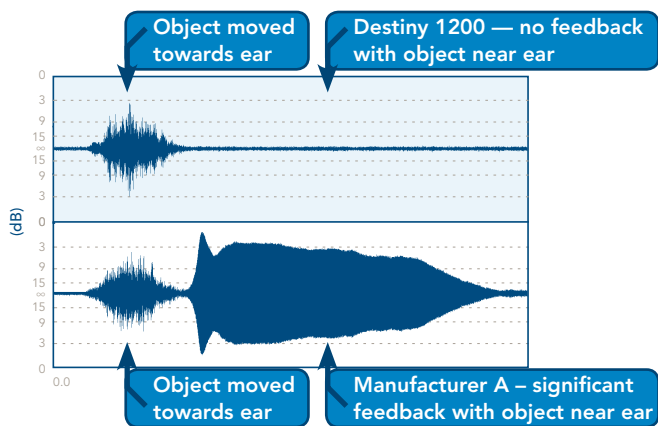 Object moved
towards ear
Destiny 1200 — no feedback
with object near ear
0
3
9
15
∞
15
9
3
0
(dB)
3
9
15
∞
15
9
3
0
0.0
Object moved
towards ear
Manufacturer A – significant
feedback with object near ear